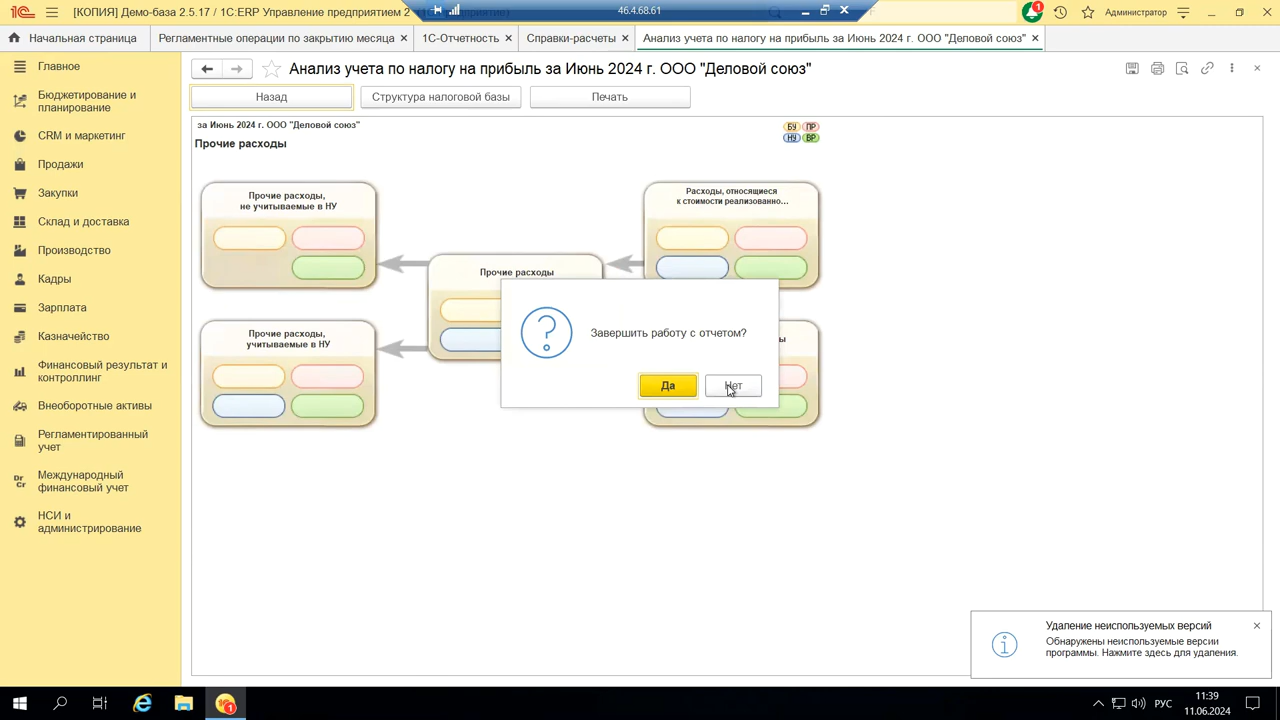 [КОПИЯ] Демо-база 2.5.17 / 1С:ERP Управление предприятием 2
46.4.68.61
Администратор
1
Начальная страница
Регламентные операции по закрытию месяца
1С-Отчетность
Справки-расчеты
Анализ учета по налогу на прибыль за Июнь 2024 г. ООО "Деловой союз"
Главное
Бюджетирование и
планирование
CRM и маркетинг
Продажи
Закупки
Склад и доставка
Производство
Кадры
Зарплата
Казначейство
Финансовый результат и
контроллинг
Внеоборотные активы
Регламентированный
учет
Международный
финансовый учет
НСИ и
администрирование
Анализ учета по налогу на прибыль за Июнь 2024 г. ООО "Деловой союз"
Назад
Структура налоговой базы
Печать
за Июнь 2024 г. ООО "Деловой союз"
БУ ПР
НУ ВР
Прочие расходы
Прочие расходы,
не учитываемые в НУ
Прочие расходы
Расходы, относящиеся
к стоимости реализованно...
Прочие расходы,
учитываемые в НУ
Завершить работу с отчетом?
Да
Нет
Удаление неиспользуемых версий
Обнаружены неиспользуемые версии
программы. Нажмите здесь для удаления.
1
РУС
11:39
11.06.2024